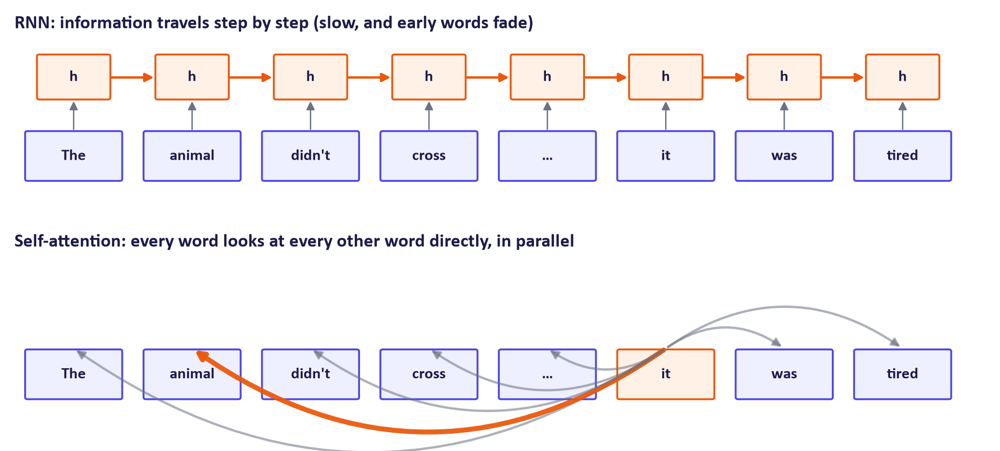 RNN: information travels step by step (slow, and early words fade)
h h h h h h h h
The animal didn't cross ... it was tired
Self-attention: every word looks at every other word directly, in parallel
The animal didn't cross ... it was tired